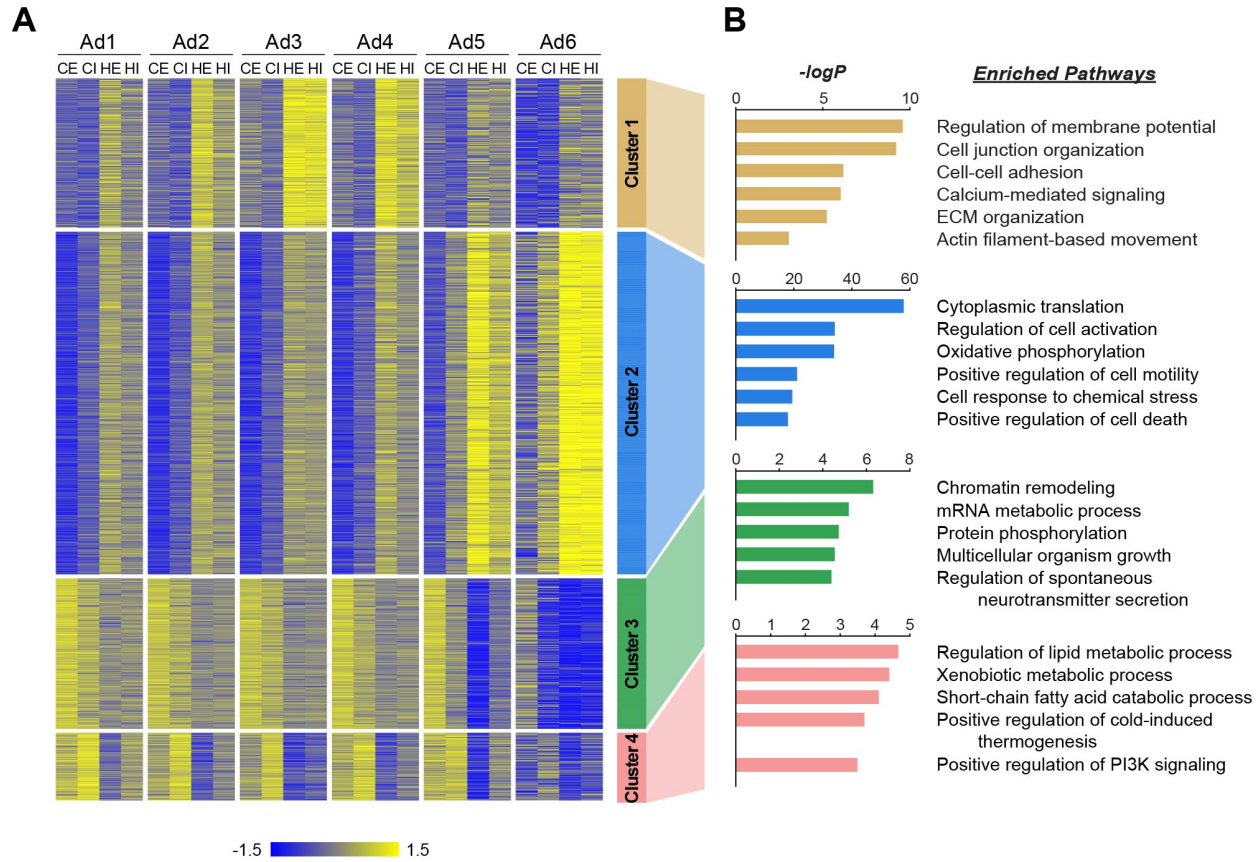 A
B
Ad1 Ad2 Ad3 Ad4 Ad5 Ad6
CE CI HE HI CE CI HE HI CE CI HE HI CE CI HE HI CE CI HE HI CE CI HE HI
Cluster 1
Cluster 2
Cluster 3
Cluster 4
-1.5 1.5
-logP
Enriched Pathways
0 5 10
Regulation of membrane potential
Cell junction organization
Cell-cell adhesion
Calcium-mediated signaling
ECM organization
Actin filament-based movement
0 20 40 60
Cytoplasmic translation
Regulation of cell activation
Oxidative phosphorylation
Positive regulation of cell motility
Cell response to chemical stress
Positive regulation of cell death
0 2 4 6 8
Chromatin remodeling
mRNA metabolic process
Protein phosphorylation
Multicellular organism growth
Regulation of spontaneous
neurotransmitter secretion
0 1 2 3 4 5
Regulation of lipid metabolic process
Xenobiotic metabolic process
Short-chain fatty acid catabolic process
Positive regulation of cold-induced
thermogenesis
Positive regulation of PI3K signaling